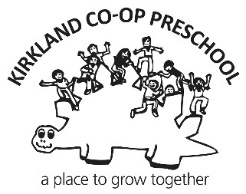 KIRKLAND CO-OP PRESCHOOL
a place to grow together